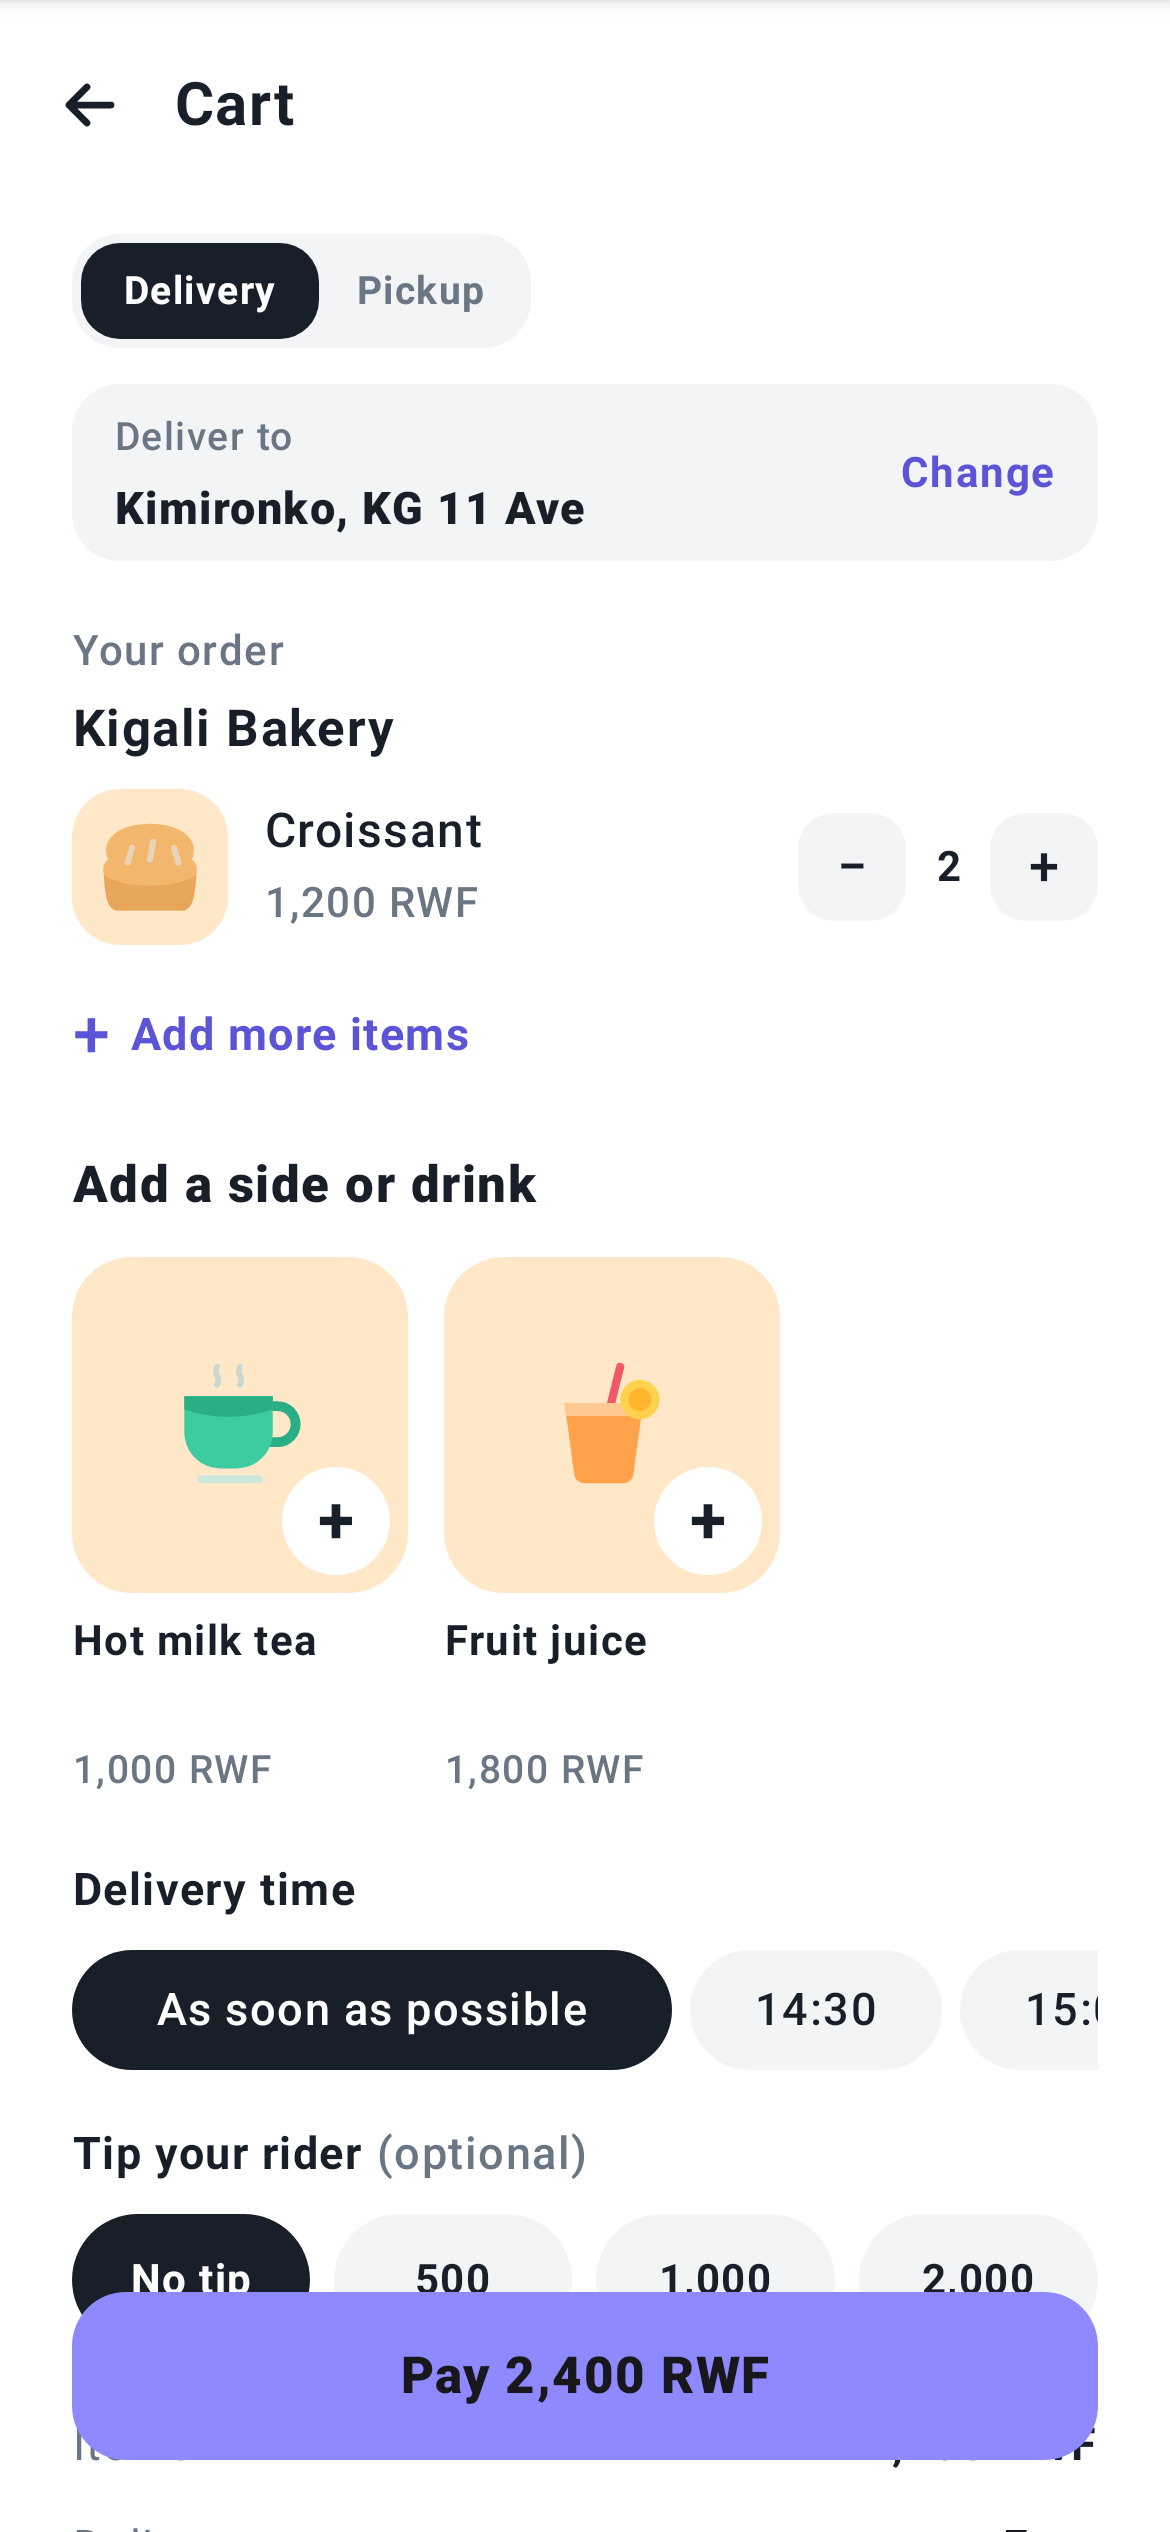 Cart
Delivery
Pickup
Deliver to
Kimironko, KG 11 Ave
Change
Your order
Kigali Bakery
Croissant
1,200 RWF
− 2 +
+ Add more items
Add a side or drink
+ +
Hot milk tea
Fruit juice
1,000 RWF
1,800 RWF
Delivery time
As soon as possible
14:30
Tip your rider (optional)
No tip
500
1,000
2,000
Pay 2,400 RWF